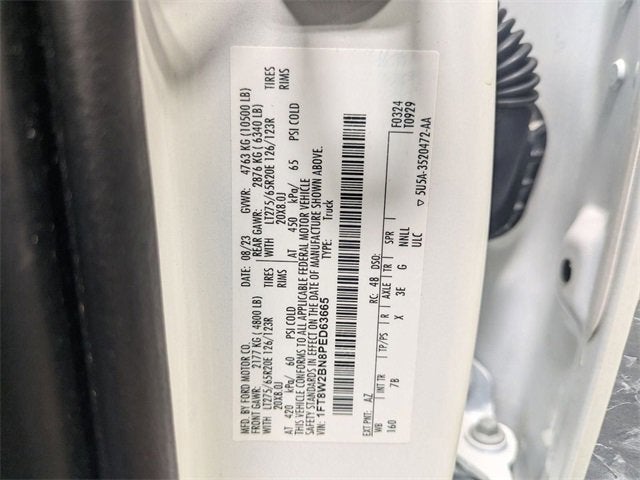 MFD. BY FORD MOTOR CO. DATE: 08/23 GVWR: 4763 KG (10500 LB)
FRONT GAWR: 2177 KG (4800 LB) REAR GAWR: 2876 KG (6340 LB)
WITH LT275/65R20E 126/123R TIRES WITH LT275/65R20E 126/123R TIRES
20X8.0J RIMS 20X8.0J RIMS
AT 420 kPa/ 60 PSI COLD AT 450 kPa/ 65 PSI COLD
THIS VEHICLE CONFORMS TO ALL APPLICABLE FEDERAL MOTOR VEHICLE
SAFETY STANDARDS IN EFFECT ON THE DATE OF MANUFACTURE SHOWN ABOVE.
VIN: 1FT8W2BN8PED63665 TYPE: Truck
F0324
T0929
EXT PNT: AZ RC: 48 DSO:
WB INT TR TP/PS R AXLE TR SPR
160 7B X 3E G NNLL
ULC
▽ 5U5A-3520472-AA